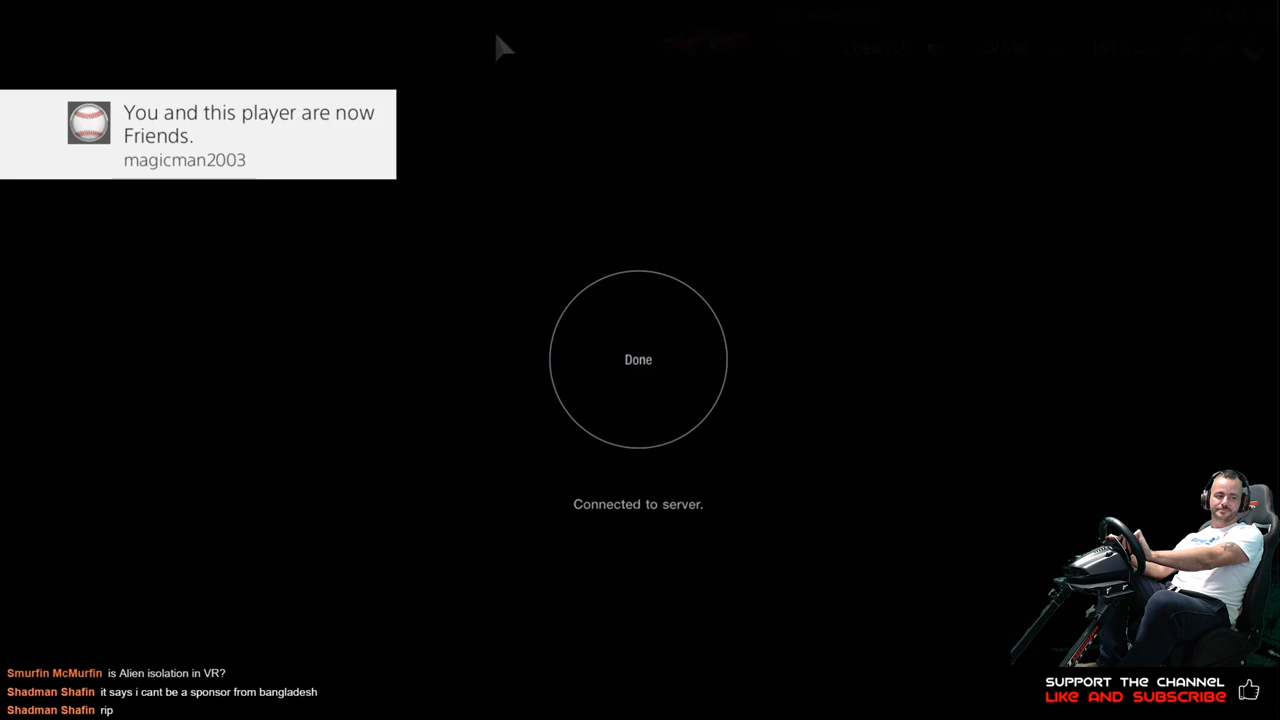 You and this player are now
Friends.
magicman2003
Done
Connected to server.
Smurfin McMurfin is Alien isolation in VR?
Shadman Shafin it says i cant be a sponsor from bangladesh
Shadman Shafin rip
SUPPORT THE CHANNEL
LIKE AND SUBSCRIBE